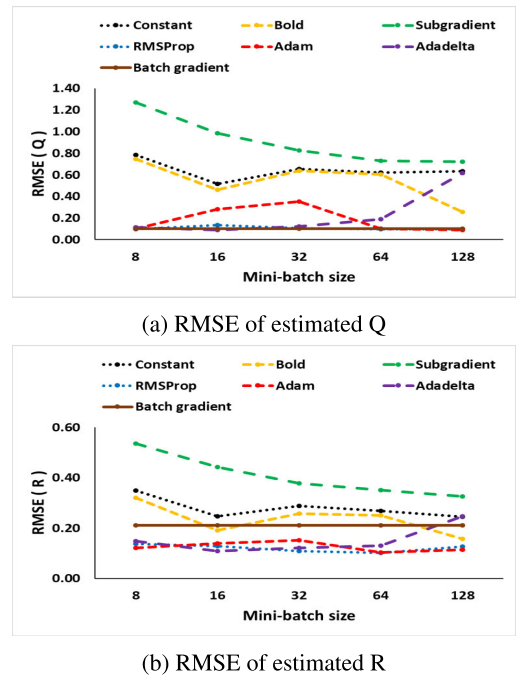 Constant Bold Subgradient
RMSProp Adam Adadelta
Batch gradient
1.40
1.20
1.00
0.80
0.60
0.40
0.20
0.00
RMSE ( Q )
8 16 32 64 128
Mini-batch size
(a) RMSE of estimated Q
Constant Bold Subgradient
RMSProp Adam Adadelta
Batch gradient
0.60
0.40
0.20
0.00
RMSE ( R )
8 16 32 64 128
Mini-batch size
(b) RMSE of estimated R